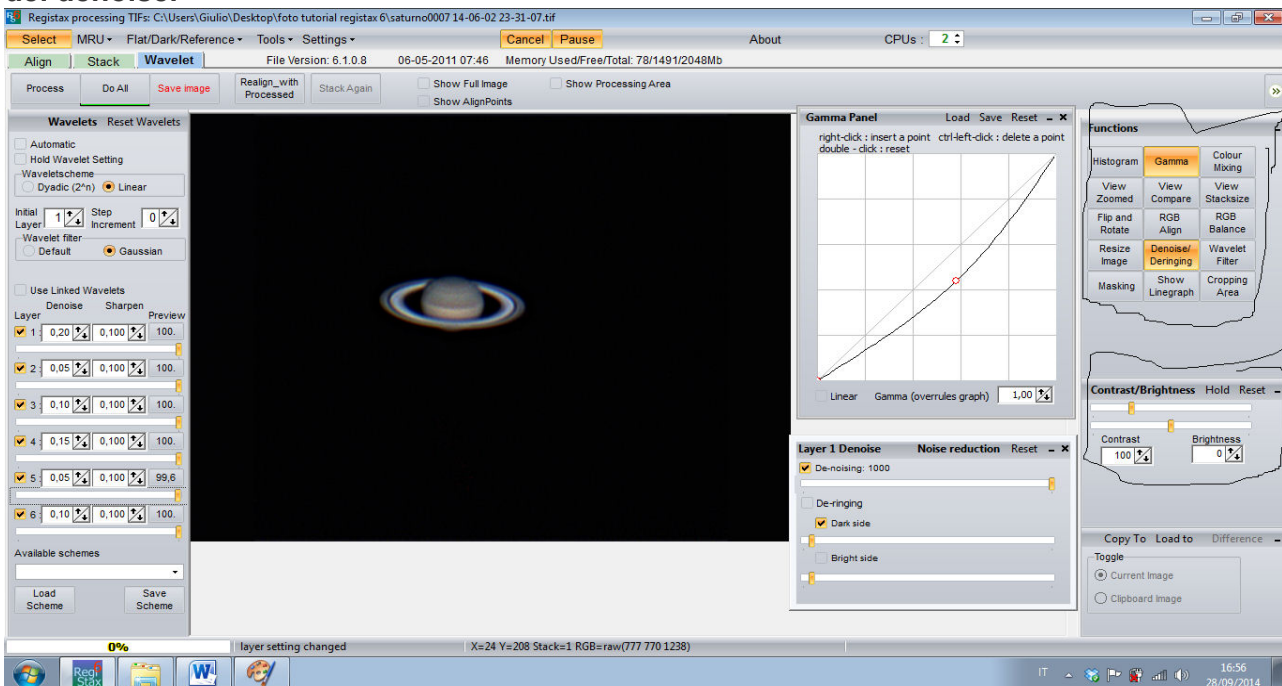 Registax processing TIFs: C:\Users\Giulio\Desktop\foto tutorial registax 6\saturno0007 14-06-02 23-31-07.tif
Select MRU Flat/Dark/Reference Tools Settings Cancel Pause About CPUs : 2
Align Stack Wavelet File Version: 6.1.0.8 06-05-2011 07:46 Memory Used/Free/Total: 78/1491/2048Mb
Process Do All Save image Realign_with Processed Stack Again Show Full Image Show Processing Area
Show AlignPoints
Wavelets Reset Wavelets
Automatic
Hold Wavelet Setting
Waveletscheme
Dyadic (2^n) Linear
Initial Layer 1 Step Increment 0
Wavelet filter
Default Gaussian
Use Linked Wavelets
Denoise Sharpen
Layer Preview
1 : 0,20 0,100 100.
2 : 0,05 0,100 100.
3 : 0,10 0,100 100.
4 : 0,15 0,100 100.
5 : 0,05 0,100 99,6
6 : 0,10 0,100 100.
Available schemes
Load Scheme Save Scheme
Gamma Panel Load Save Reset
right-click : insert a point ctrl-left-click : delete a point
double - click : reset
Linear Gamma (overrules graph) 1,00
Layer 1 Denoise Noise reduction Reset
De-noising: 1000
De-ringing
Dark side
Bright side
Functions
Histogram Gamma Colour Mixing
View Zoomed View Compare View Stacksize
Flip and Rotate RGB Align RGB Balance
Resize Image Denoise/ Deringing Wavelet Filter
Masking Show Linegraph Cropping Area
Contrast/Brightness Hold Reset
Contrast Brightness
100 0
Copy To Load to Difference
Toggle
Current Image
Clipboard Image
0% layer setting changed X=24 Y=208 Stack=1 RGB=raw(777 770 1238)
Regi Stax W IT 16:56
28/09/2014